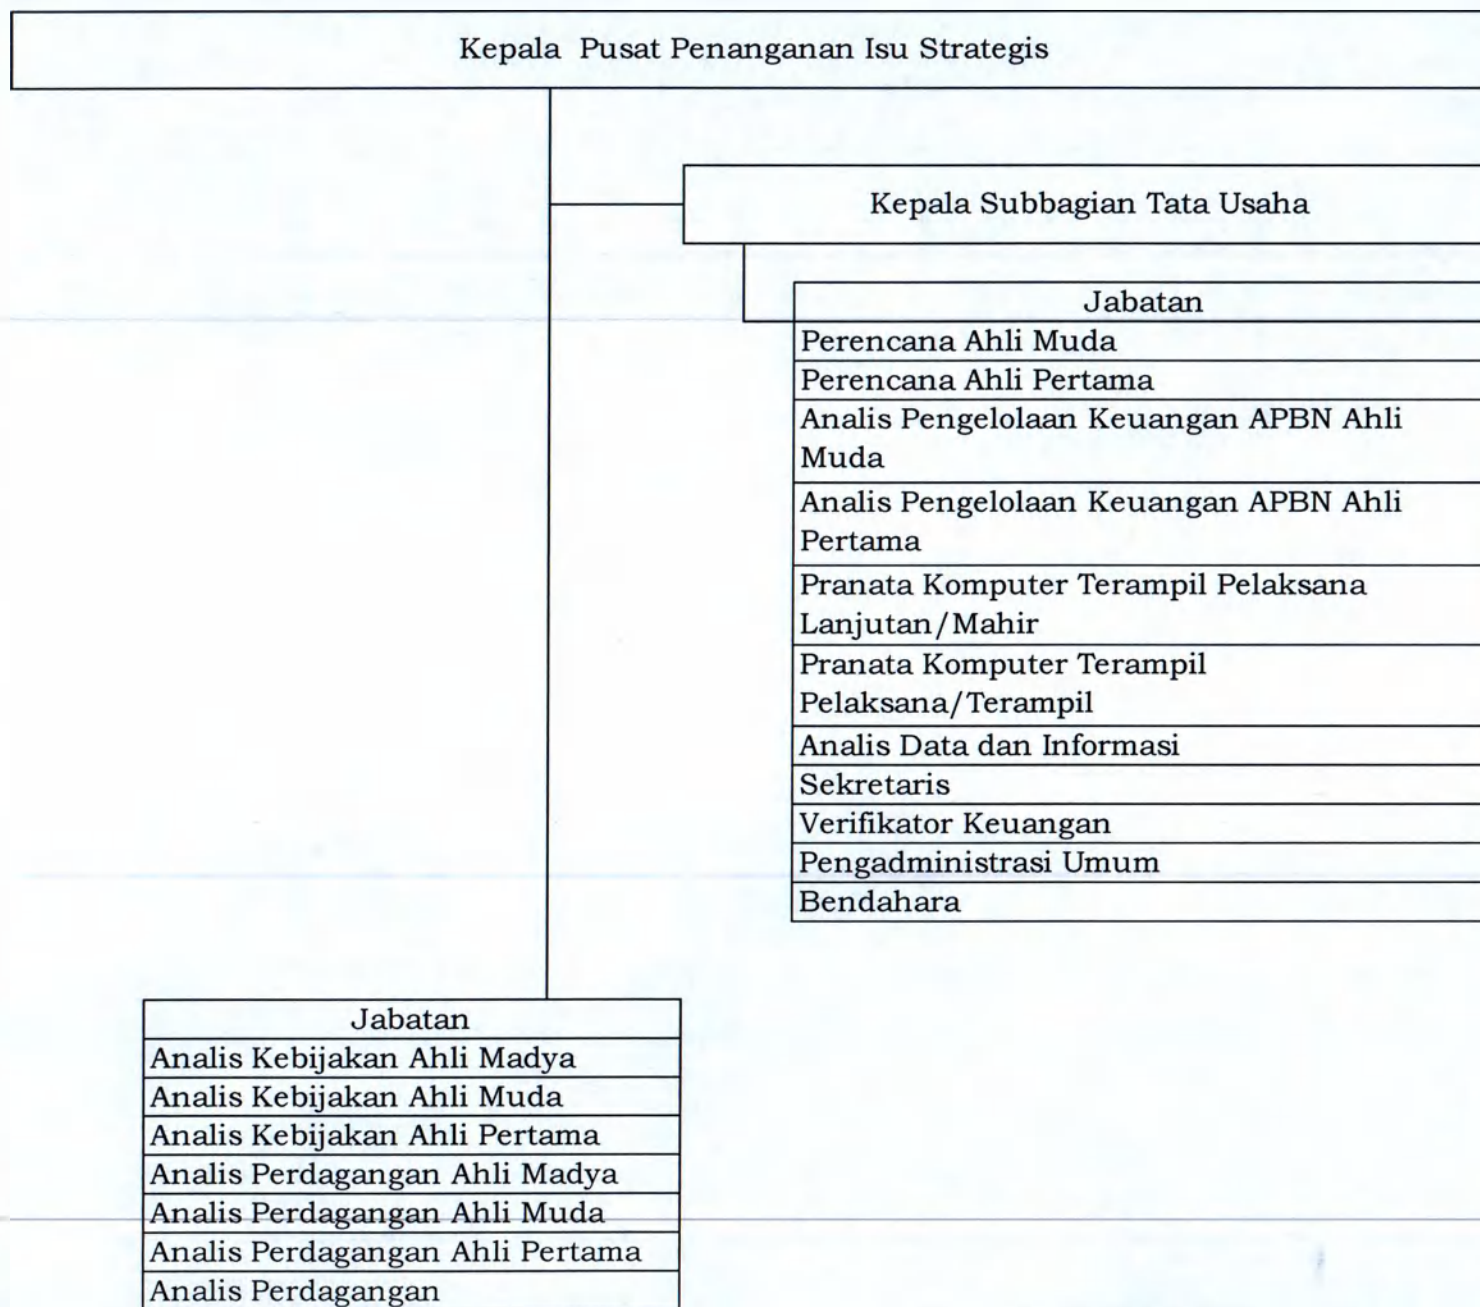 Kepala Pusat Penanganan Isu Strategis
Kepala Subbagian Tata Usaha
Jabatan
Perencana Ahli Muda
Perencana Ahli Pertama
Analis Pengelolaan Keuangan APBN Ahli
Muda
Analis Pengelolaan Keuangan APBN Ahli
Pertama
Pranata Komputer Terampil Pelaksana
Lanjutan/Mahir
Pranata Komputer Terampil
Pelaksana/Terampil
Analis Data dan Informasi
Sekretaris
Verifikator Keuangan
Pengadministrasi Umum
Bendahara
Jabatan
Analis Kebijakan Ahli Madya
Analis Kebijakan Ahli Muda
Analis Kebijakan Ahli Pertama
Analis Perdagangan Ahli Madya
Analis Perdagangan Ahli Muda
Analis Perdagangan Ahli Pertama
Analis Perdagangan